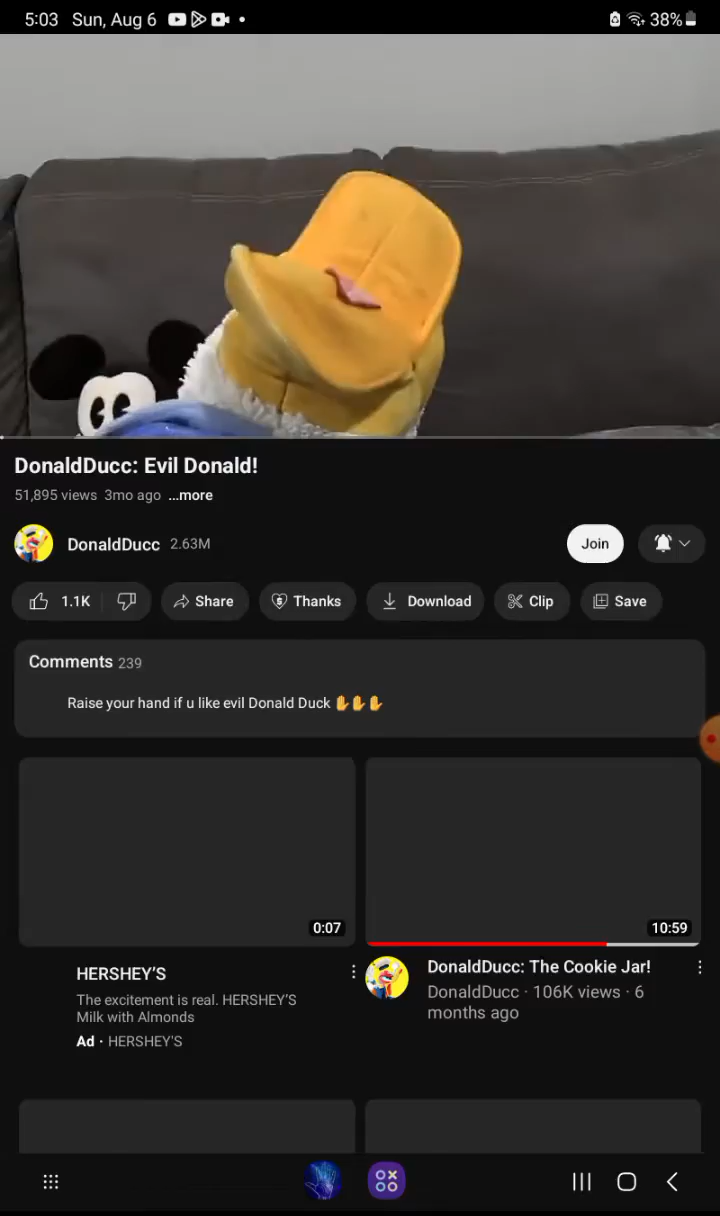 5:03 Sun, Aug 6
38%
DonaldDucc: Evil Donald!
51,895 views 3mo ago ...more
DonaldDucc 2.63M
Join
1.1K
Share
Thanks
Download
Clip
Save
Comments 239
Raise your hand if u like evil Donald Duck ✋✋✋
0:07
10:59
HERSHEY'S
The excitement is real. HERSHEY'S
Milk with Almonds
Ad · HERSHEY'S
DonaldDucc: The Cookie Jar!
DonaldDucc · 106K views · 6
months ago